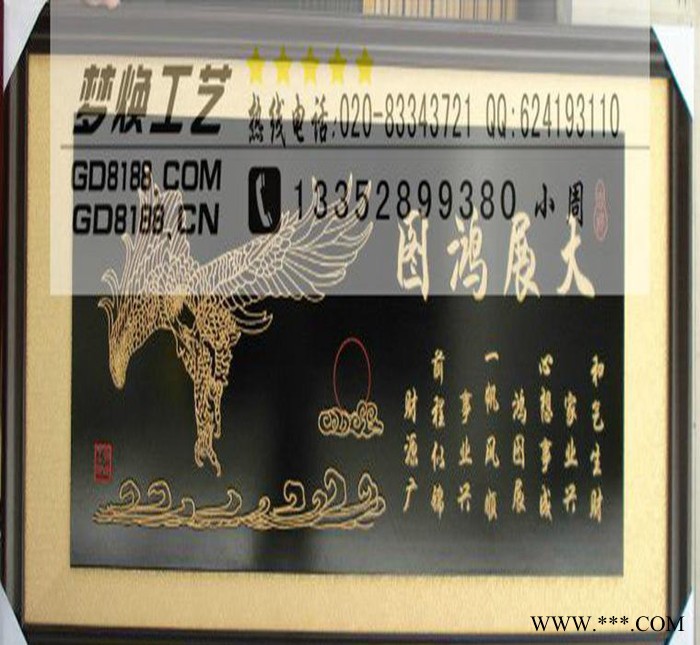 梦焕工艺
热线电话:020-83343721 QQ:624193110
GD8188.COM
GD8188.CN
13352899380 小周
大展鸿图
和气生财
家业兴
心想事成
鸿图展
一帆风顺
事业兴
前程似锦
财源广
WWW.***.COM